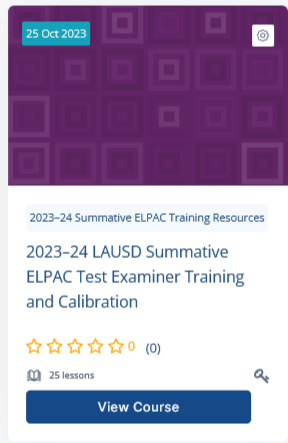 25 Oct 2023
2023–24 Summative ELPAC Training Resources
2023–24 LAUSD Summative
ELPAC Test Examiner Training
and Calibration
0 (0)
25 lessons
View Course